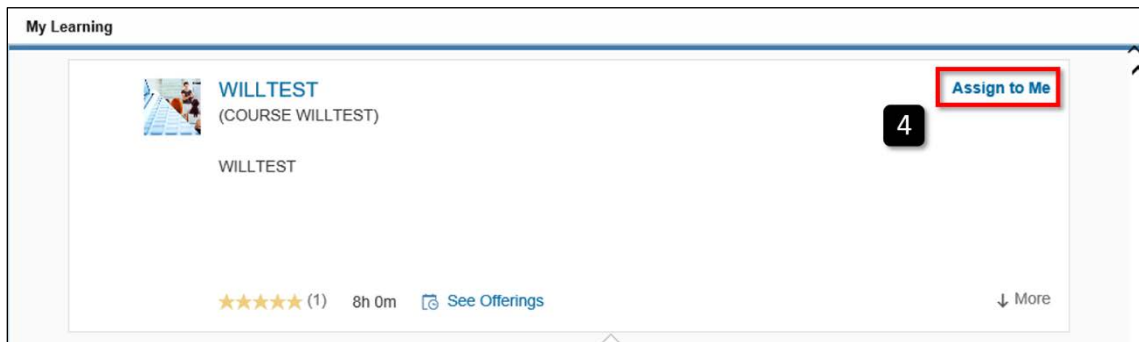 My Learning
WILLTEST
Assign to Me
(COURSE WILLTEST)
4
WILLTEST
(1) 8h 0m See Offerings
More